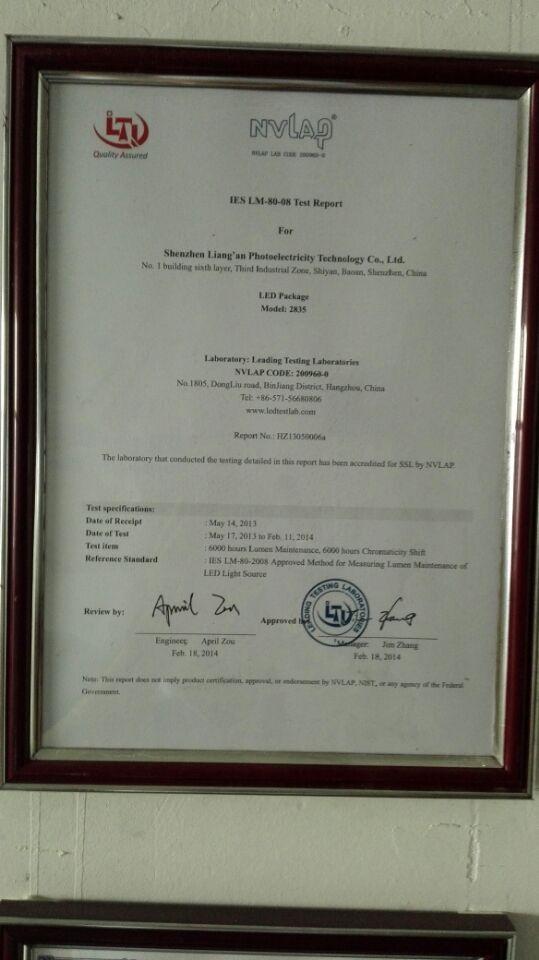 LTL
Quality Assured
NVLAP®
NVLAP LAB CODE 200960-0
IES LM-80-08 Test Report
For
Shenzhen Liang'an Photoelectricity Technology Co., Ltd.
No. 1 building sixth layer, Third Industrial Zone, Shiyan, Baoan, Shenzhen, China
LED Package
Model: 2835
Laboratory: Leading Testing Laboratories
NVLAP CODE: 200960-0
No.1805, DongLiu road, BinJiang District, Hangzhou, China
Tel: +86-571-56680806
www.ledtestlab.com
Report No.: HZ13050006a
The laboratory that conducted the testing detailed in this report has been accredited for SSL by NVLAP.
Test specifications:
Date of Receipt : May 14, 2013
Date of Test : May 17, 2013 to Feb. 11, 2014
Test item : 6000 hours Lumen Maintenance, 6000 hours Chromaticity Shift
Reference Standard : IES LM-80-2008 Approved Method for Measuring Lumen Maintenance of
LED Light Source
Review by: April Zou Approved b
LEADING TESTING LABORATORIES
LTL
Engineer: April Zou Manager: Jim Zhang
Feb. 18, 2014 Feb. 18, 2014
Note: This report does not imply product certification, approval, or endorsement by NVLAP, NIST, or any agency of the Federal
Government.